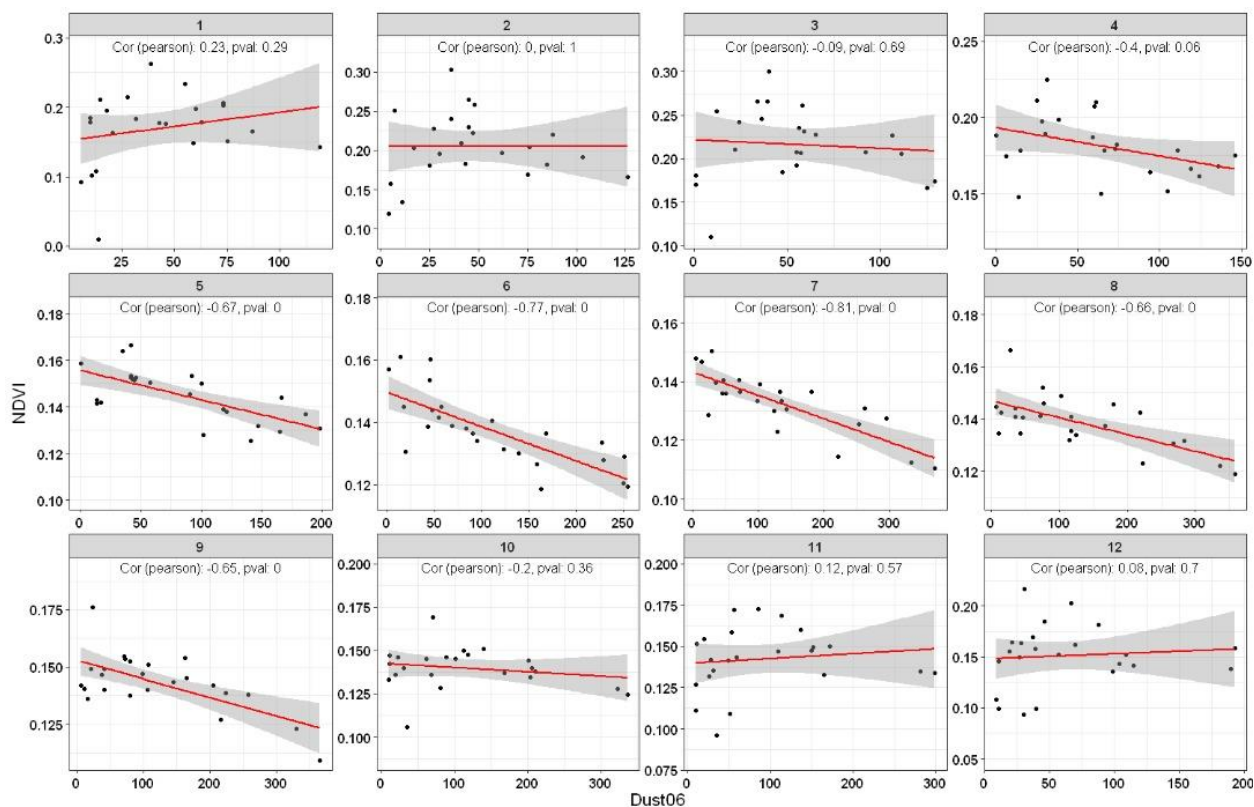 1 2 3 4
Cor (pearson): 0.23, pval: 0.29 Cor (pearson): 0, pval: 1 Cor (pearson): -0.09, pval: 0.69 Cor (pearson): -0.4, pval: 0.06
0.3 0.2 0.1 0.0
25 50 75 100
0.30 0.25 0.20 0.15 0.10
0 25 50 75 100 125
0.30 0.25 0.20 0.15 0.10
0 50 100
0.25 0.20 0.15
0 50 100 150
5 6 7 8
Cor (pearson): -0.67, pval: 0 Cor (pearson): -0.77, pval: 0 Cor (pearson): -0.81, pval: 0 Cor (pearson): -0.66, pval: 0
0.18 0.16 0.14 0.12 0.10
0 50 100 150 200
0.18 0.16 0.14 0.12
0 50 100 150 200 250
0.16 0.14 0.12 0.10
0 100 200 300
0.18 0.16 0.14 0.12
0 100 200 300
9 10 11 12
Cor (pearson): -0.65, pval: 0 Cor (pearson): -0.2, pval: 0.36 Cor (pearson): 0.12, pval: 0.57 Cor (pearson): 0.08, pval: 0.7
0.175 0.150 0.125
0 100 200 300
0.200 0.175 0.150 0.125 0.100
0 100 200 300
0.200 0.175 0.150 0.125 0.100 0.075
0 100 200 300
0.20 0.15 0.10 0.05
0 50 100 150 200
NDVI
Dust06